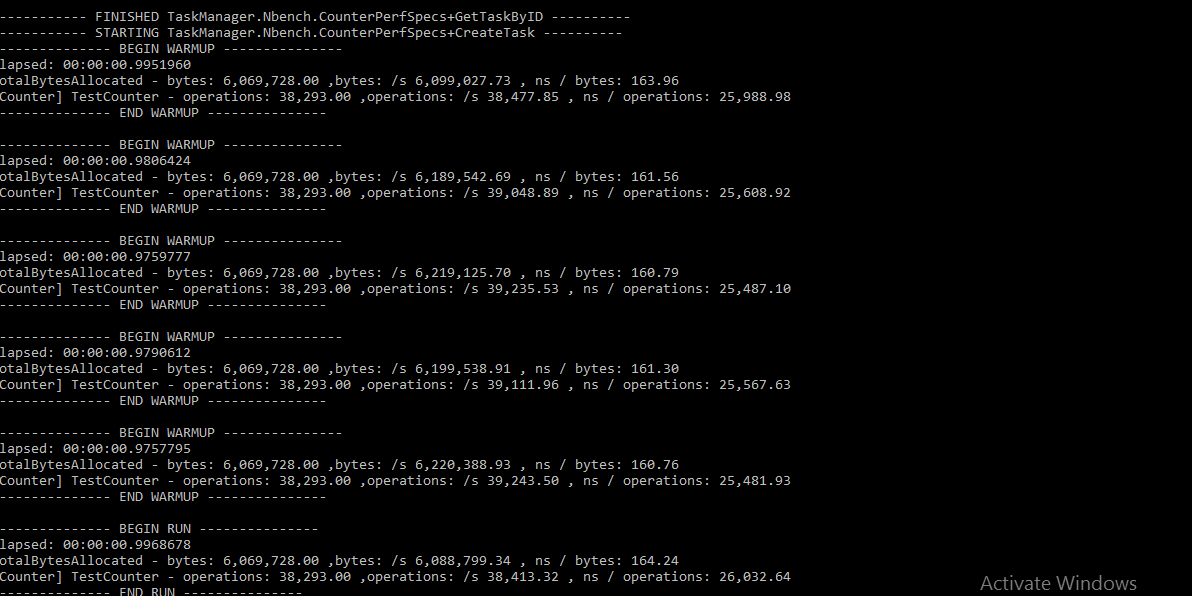 ----------- FINISHED TaskManager.Nbench.CounterPerfSpecs+GetTaskByID ----------
----------- STARTING TaskManager.Nbench.CounterPerfSpecs+CreateTask ----------
-------------- BEGIN WARMUP ---------------
lapsed: 00:00:00.9951960
otalBytesAllocated - bytes: 6,069,728.00 ,bytes: /s 6,099,027.73 , ns / bytes: 163.96
Counter] TestCounter - operations: 38,293.00 ,operations: /s 38,477.85 , ns / operations: 25,988.98
-------------- END WARMUP ---------------
-------------- BEGIN WARMUP ---------------
lapsed: 00:00:00.9806424
otalBytesAllocated - bytes: 6,069,728.00 ,bytes: /s 6,189,542.69 , ns / bytes: 161.56
Counter] TestCounter - operations: 38,293.00 ,operations: /s 39,048.89 , ns / operations: 25,608.92
-------------- END WARMUP ---------------
-------------- BEGIN WARMUP ---------------
lapsed: 00:00:00.9759777
otalBytesAllocated - bytes: 6,069,728.00 ,bytes: /s 6,219,125.70 , ns / bytes: 160.79
Counter] TestCounter - operations: 38,293.00 ,operations: /s 39,235.53 , ns / operations: 25,487.10
-------------- END WARMUP ---------------
-------------- BEGIN WARMUP ---------------
lapsed: 00:00:00.9790612
otalBytesAllocated - bytes: 6,069,728.00 ,bytes: /s 6,199,538.91 , ns / bytes: 161.30
Counter] TestCounter - operations: 38,293.00 ,operations: /s 39,111.96 , ns / operations: 25,567.63
-------------- END WARMUP ---------------
-------------- BEGIN WARMUP ---------------
lapsed: 00:00:00.9757795
otalBytesAllocated - bytes: 6,069,728.00 ,bytes: /s 6,220,388.93 , ns / bytes: 160.76
Counter] TestCounter - operations: 38,293.00 ,operations: /s 39,243.50 , ns / operations: 25,481.93
-------------- END WARMUP ---------------
-------------- BEGIN RUN ---------------
lapsed: 00:00:00.9968678
otalBytesAllocated - bytes: 6,069,728.00 ,bytes: /s 6,088,799.34 , ns / bytes: 164.24
Counter] TestCounter - operations: 38,293.00 ,operations: /s 38,413.32 , ns / operations: 26,032.64
-------------- END RUN ---------------
Activate Windows